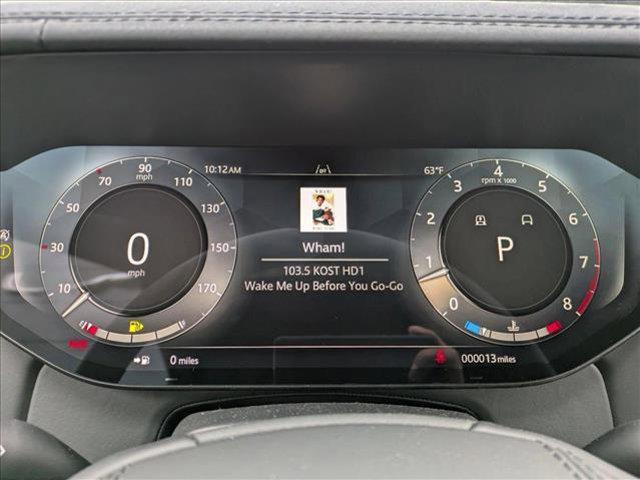 10:12AM
63°F
90
mph
70
110
50
130
30
150
10
170
0
mph
4
rpm x 1000
3
5
2
6
1
7
0
8
P
Wham!
103.5 KOST HD1
Wake Me Up Before You Go-Go
0 miles
000013 miles